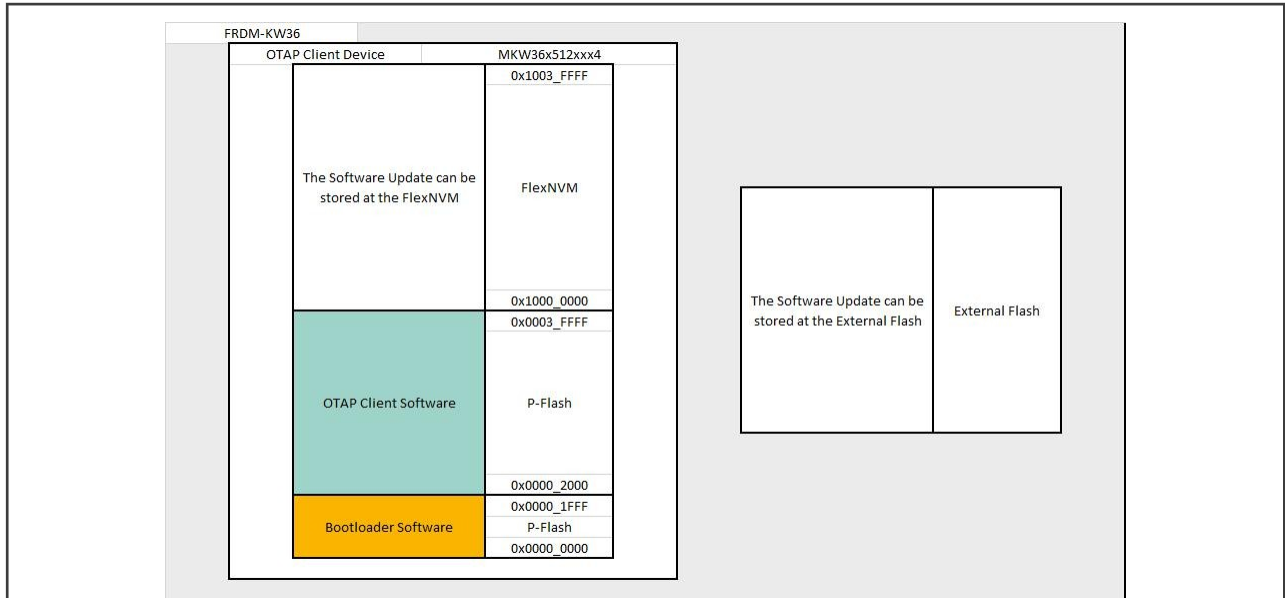 FRDM-KW36
OTAP Client Device
MKW36x512xxx4
0x1003_FFFF
The Software Update can be
stored at the FlexNVM
FlexNVM
0x1000_0000
0x0003_FFFF
OTAP Client Software
P-Flash
0x0000_2000
0x0000_1FFF
Bootloader Software
P-Flash
0x0000_0000
The Software Update can be
stored at the External Flash
External Flash